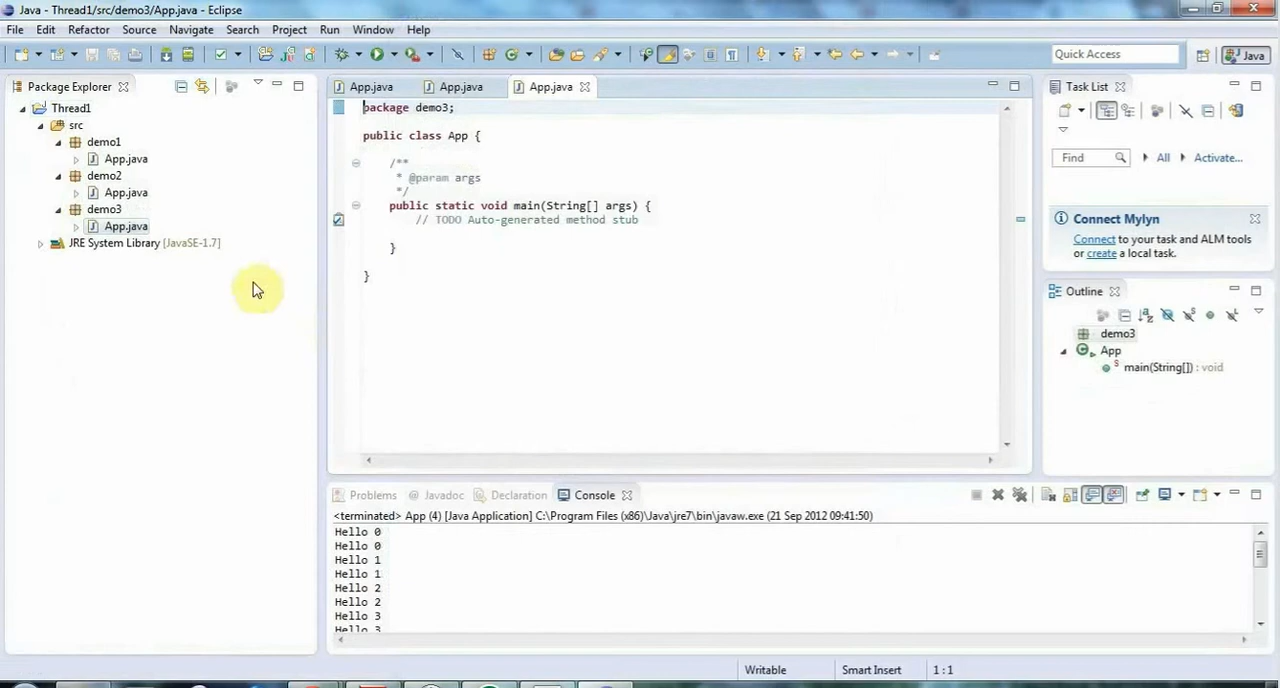 Java - Thread1/src/demo3/App.java - Eclipse
File Edit Refactor Source Navigate Search Project Run Window Help
Quick Access
Java
Package Explorer
Thread1
src
demo1
App.java
demo2
App.java
demo3
App.java
JRE System Library [JavaSE-1.7]
App.java App.java App.java
package demo3;
public class App {
/**
* @param args
*/
public static void main(String[] args) {
// TODO Auto-generated method stub
}
}
Task List
Find All Activate...
Connect Mylyn
Connect to your task and ALM tools
or create a local task.
Outline
demo3
App
main(String[]) : void
Problems @ Javadoc Declaration Console
<terminated> App (4) [Java Application] C:\Program Files (x86)\Java\jre7\bin\javaw.exe (21 Sep 2012 09:41:50)
Hello 0
Hello 0
Hello 1
Hello 1
Hello 2
Hello 2
Hello 3
Hello 3
Writable Smart Insert 1 : 1